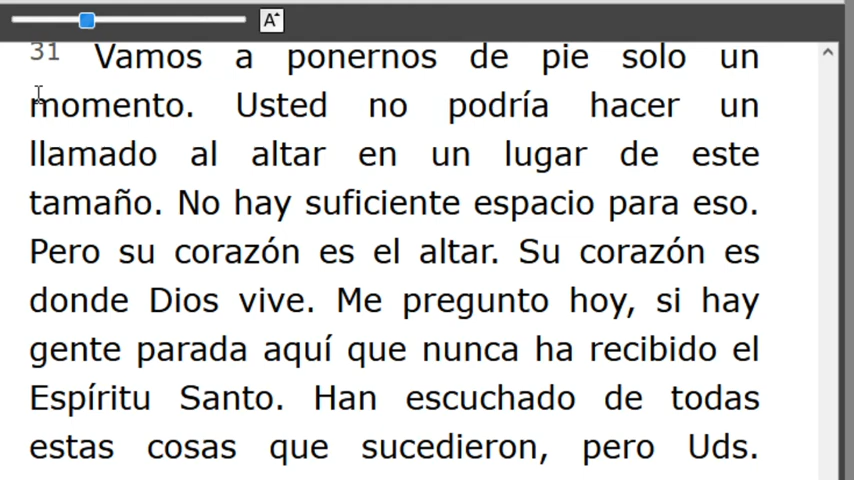 A
31 Vamos a ponernos de pie solo un
momento. Usted no podría hacer un
llamado al altar en un lugar de este
tamaño. No hay suficiente espacio para eso.
Pero su corazón es el altar. Su corazón es
donde Dios vive. Me pregunto hoy, si hay
gente parada aquí que nunca ha recibido el
Espíritu Santo. Han escuchado de todas
estas cosas que sucedieron, pero Uds.